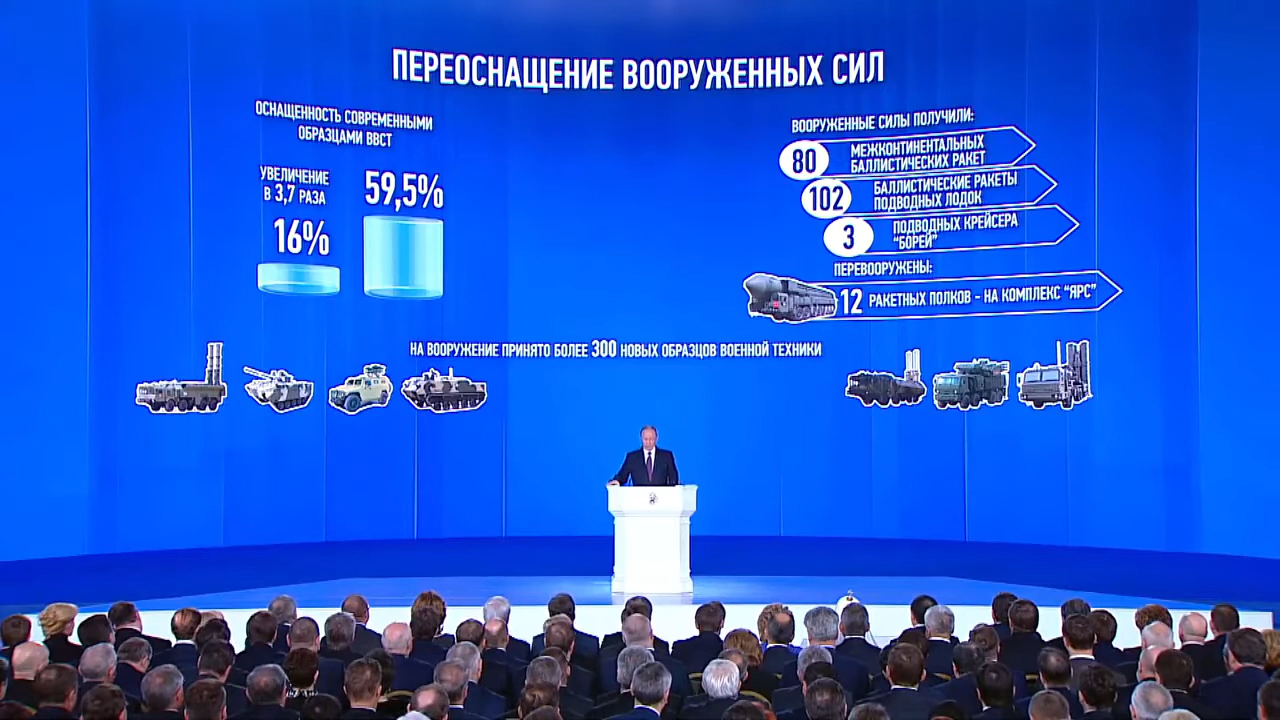 ПЕРЕОСНАЩЕНИЕ ВООРУЖЕННЫХ СИЛ
ОСНАЩЕННОСТЬ СОВРЕМЕННЫМИ
ОБРАЗЦАМИ ВВСТ
УВЕЛИЧЕНИЕ
В 3,7 РАЗА
59,5%
16%
ВООРУЖЕННЫЕ СИЛЫ ПОЛУЧИЛИ:
80 МЕЖКОНТИНЕНТАЛЬНЫХ
БАЛЛИСТИЧЕСКИХ РАКЕТ
102 БАЛЛИСТИЧЕСКИЕ РАКЕТЫ
ПОДВОДНЫХ ЛОДОК
3 ПОДВОДНЫХ КРЕЙСЕРА
"БОРЕЙ"
ПЕРЕВООРУЖЕНЫ:
12 РАКЕТНЫХ ПОЛКОВ - НА КОМПЛЕКС "ЯРС"
НА ВООРУЖЕНИЕ ПРИНЯТО БОЛЕЕ 300 НОВЫХ ОБРАЗЦОВ ВОЕННОЙ ТЕХНИКИ